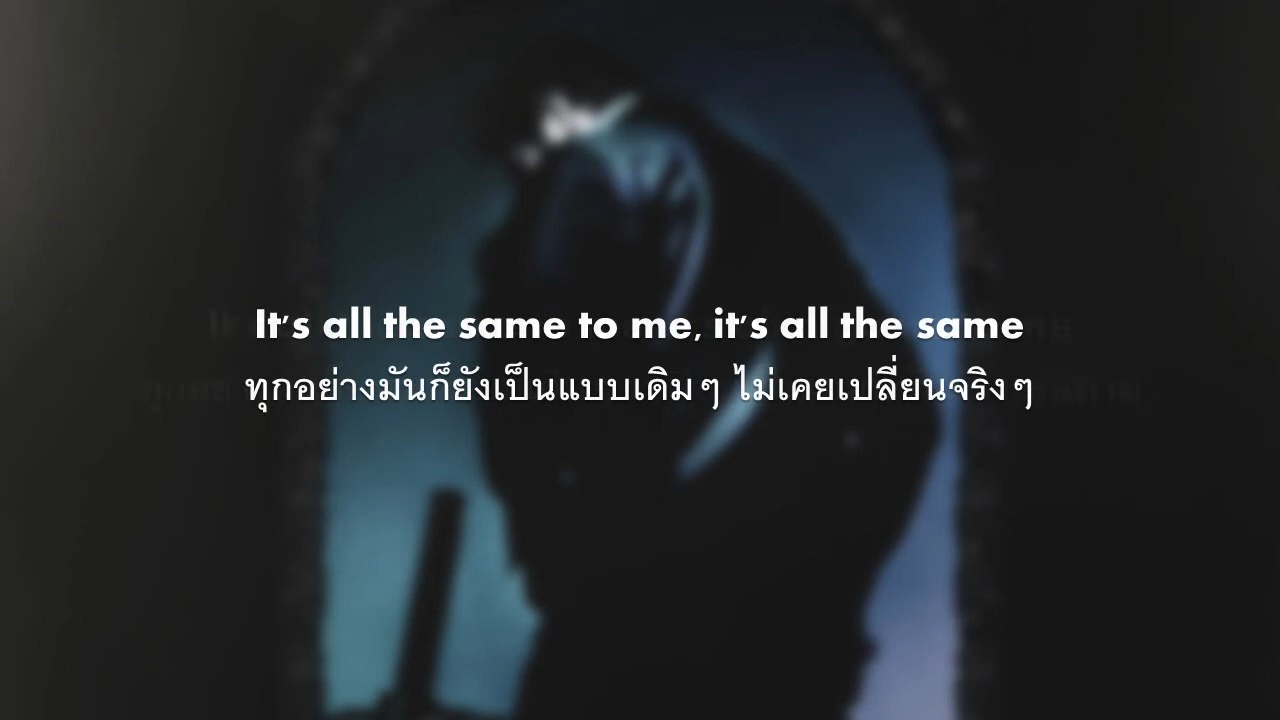 It's all the same to me, it's all the same
ทุกอย่างมันก็ยังเป็นแบบเดิมๆ ไม่เคยเปลี่ยนจริงๆ